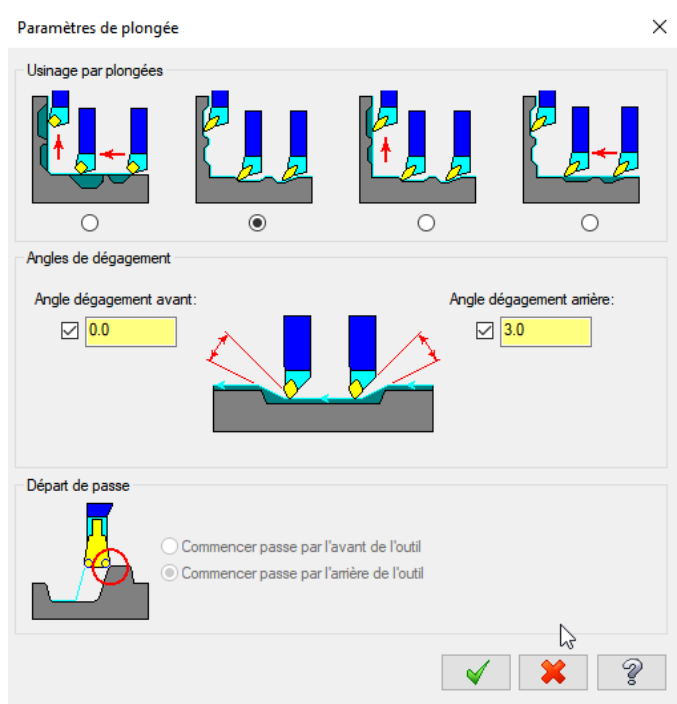 Paramètres de plongée
Usinage par plongées
Angles de dégagement
Angle dégagement avant:
0.0
Angle dégagement arrière:
3.0
Départ de passe
Commencer passe par l'avant de l'outil
Commencer passe par l'arrière de l'outil